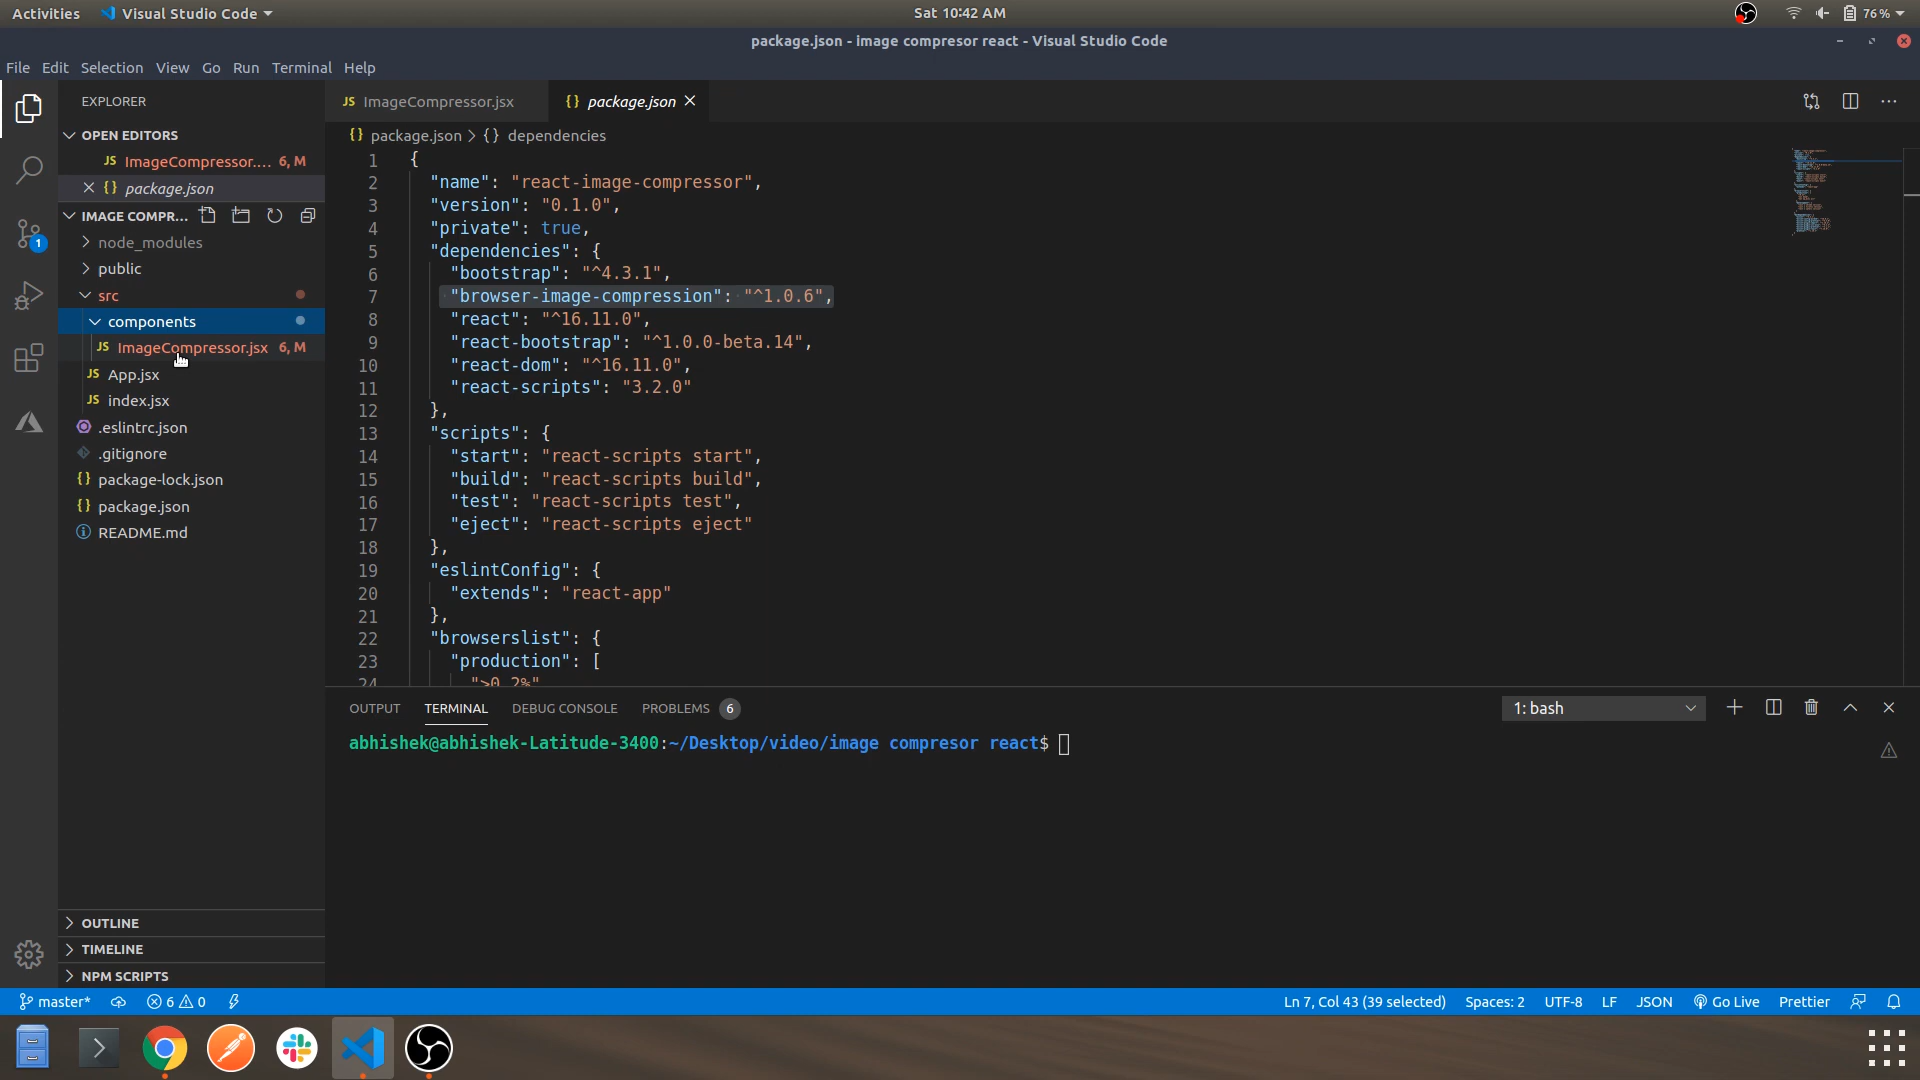 Activities
Visual Studio Code
Sat 10:42 AM
76%
package.json - image compresor react - Visual Studio Code
File Edit Selection View Go Run Terminal Help
EXPLORER
OPEN EDITORS
JS ImageCompressor.... 6, M
{} package.json
IMAGE COMPR...
node_modules
public
src
components
JS ImageCompressor.jsx 6, M
JS App.jsx
JS index.jsx
.eslintrc.json
.gitignore
{} package-lock.json
{} package.json
README.md
OUTLINE
TIMELINE
NPM SCRIPTS
1
JS ImageCompressor.jsx
{} package.json
{} package.json > {} dependencies
1 {
2 "name": "react-image-compressor",
3 "version": "0.1.0",
4 "private": true,
5 "dependencies": {
6 "bootstrap": "^4.3.1",
7 "browser-image-compression": "^1.0.6",
8 "react": "^16.11.0",
9 "react-bootstrap": "^1.0.0-beta.14",
10 "react-dom": "^16.11.0",
11 "react-scripts": "3.2.0"
12 },
13 "scripts": {
14 "start": "react-scripts start",
15 "build": "react-scripts build",
16 "test": "react-scripts test",
17 "eject": "react-scripts eject"
18 },
19 "eslintConfig": {
20 "extends": "react-app"
21 },
22 "browserslist": {
23 "production": [
24 ">0.2%"
OUTPUT TERMINAL DEBUG CONSOLE PROBLEMS 6
1: bash
abhishek@abhishek-Latitude-3400:~/Desktop/video/image compresor react$
master* 6 0
Ln 7, Col 43 (39 selected) Spaces: 2 UTF-8 LF JSON Go Live Prettier